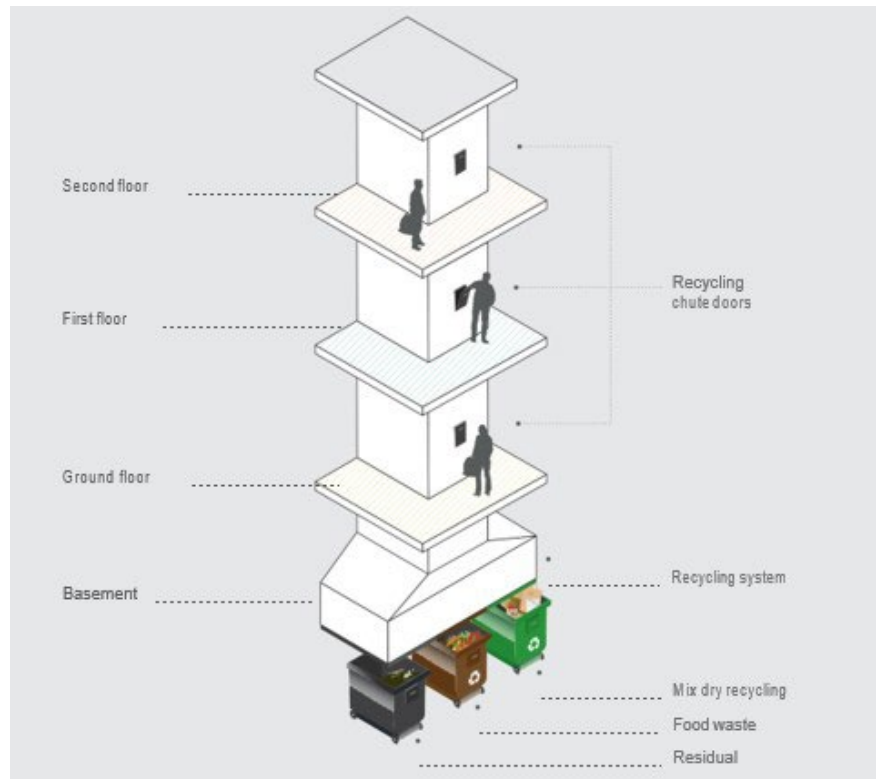 Second floor
Recycling
chute doors
First floor
Ground floor
Recycling system
Basement
Mix dry recycling
Food waste
Residual